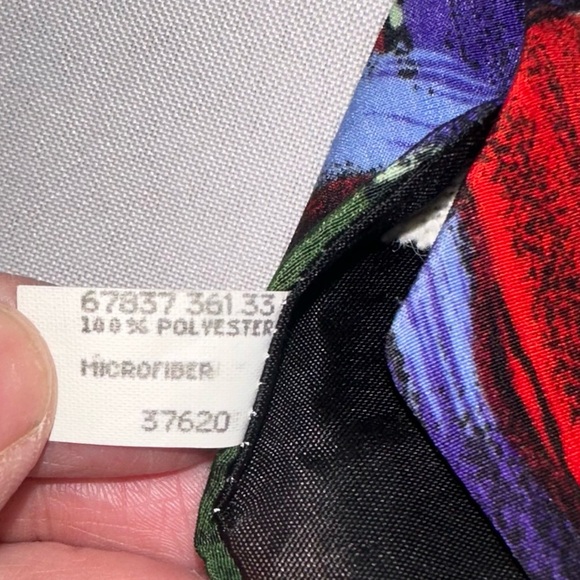 67837 361 33
100% POLYESTER
MICROFIBER
37620